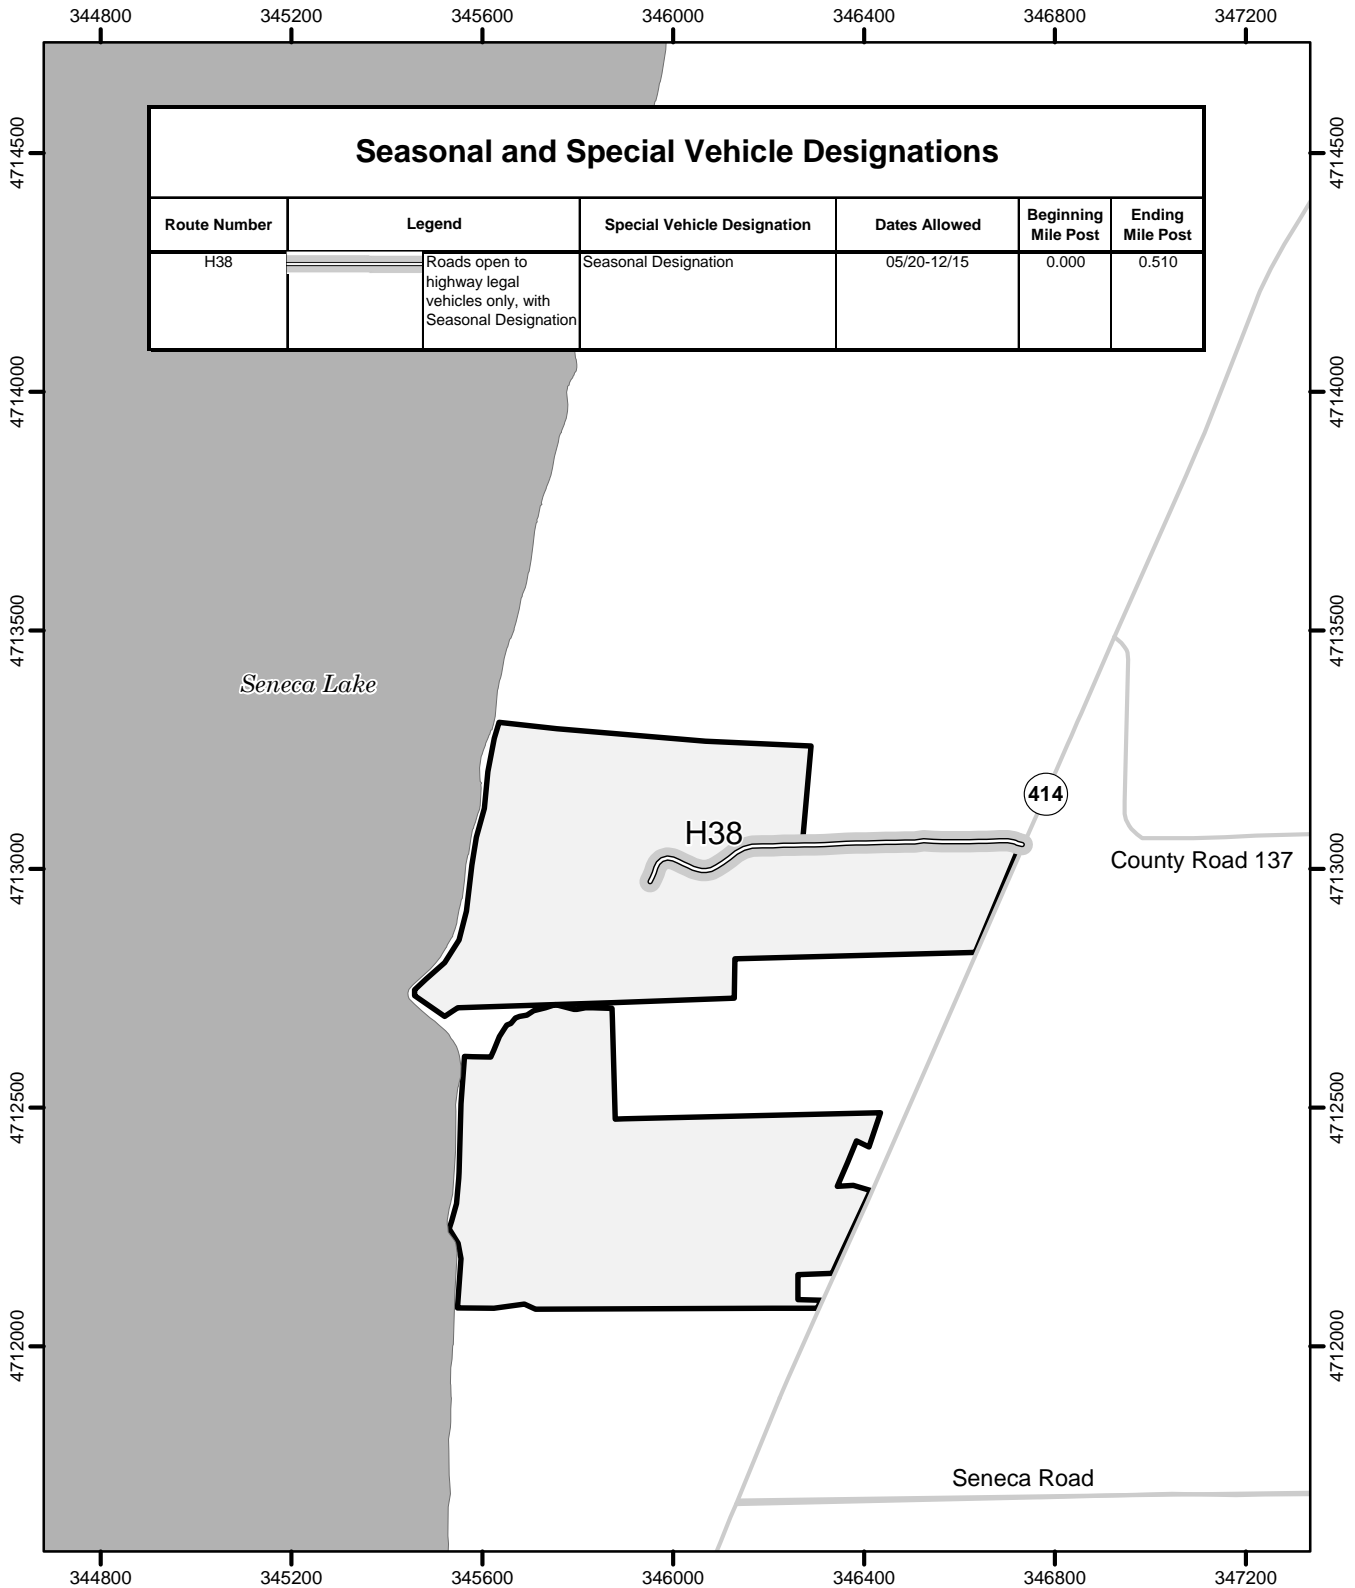 344800 345200 345600 346000 346400 346800 347200
4714500 4714500
Seasonal and Special Vehicle Designations
Route Number Legend Special Vehicle Designation Dates Allowed Beginning Mile Post Ending Mile Post
H38 Roads open to Seasonal Designation 05/20-12/15 0.000 0.510
highway legal
vehicles only, with
Seasonal Designation
4714000 4714000
4713500 4713500
Seneca Lake
414
H38
County Road 137
4713000 4713000
4712500 4712500
4712000 4712000
Seneca Road
344800 345200 345600 346000 346400 346800 347200